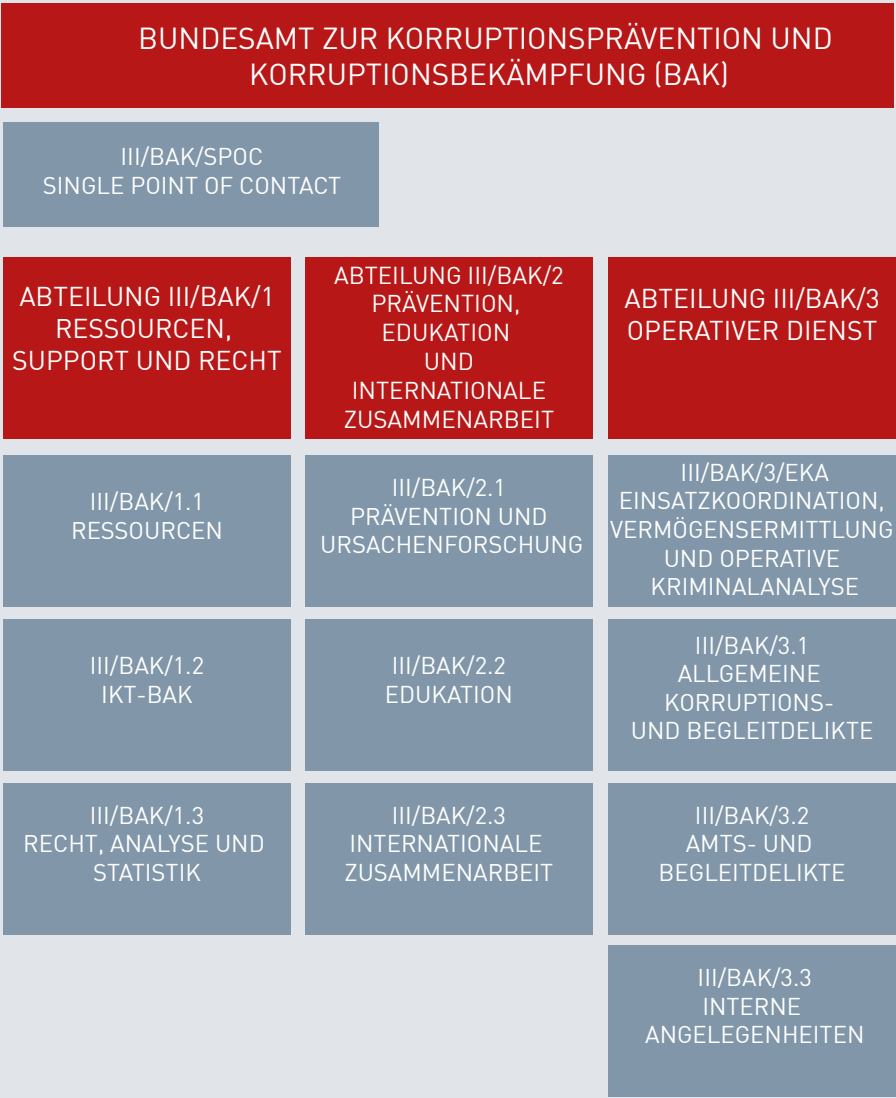 BUNDESAMT ZUR KORRUPTIONSPRÄVENTION UND
KORRUPTIONSBEKÄMPFUNG (BAK)
III/BAK/SPOC
SINGLE POINT OF CONTACT
ABTEILUNG III/BAK/1
RESSOURCEN,
SUPPORT UND RECHT
ABTEILUNG III/BAK/2
PRÄVENTION,
EDUKATION
UND
INTERNATIONALE
ZUSAMMENARBEIT
ABTEILUNG III/BAK/3
OPERATIVER DIENST
III/BAK/1.1
RESSOURCEN
III/BAK/2.1
PRÄVENTION UND
URSACHENFORSCHUNG
III/BAK/3/EKA
EINSATZKOORDINATION,
VERMÖGENSERMITTLUNG
UND OPERATIVE
KRIMINALANALYSE
III/BAK/1.2
IKT-BAK
III/BAK/2.2
EDUKATION
III/BAK/3.1
ALLGEMEINE
KORRUPTIONS-
UND BEGLEITDELIKTE
III/BAK/1.3
RECHT, ANALYSE UND
STATISTIK
III/BAK/2.3
INTERNATIONALE
ZUSAMMENARBEIT
III/BAK/3.2
AMTS- UND
BEGLEITDELIKTE
III/BAK/3.3
INTERNE
ANGELEGENHEITEN